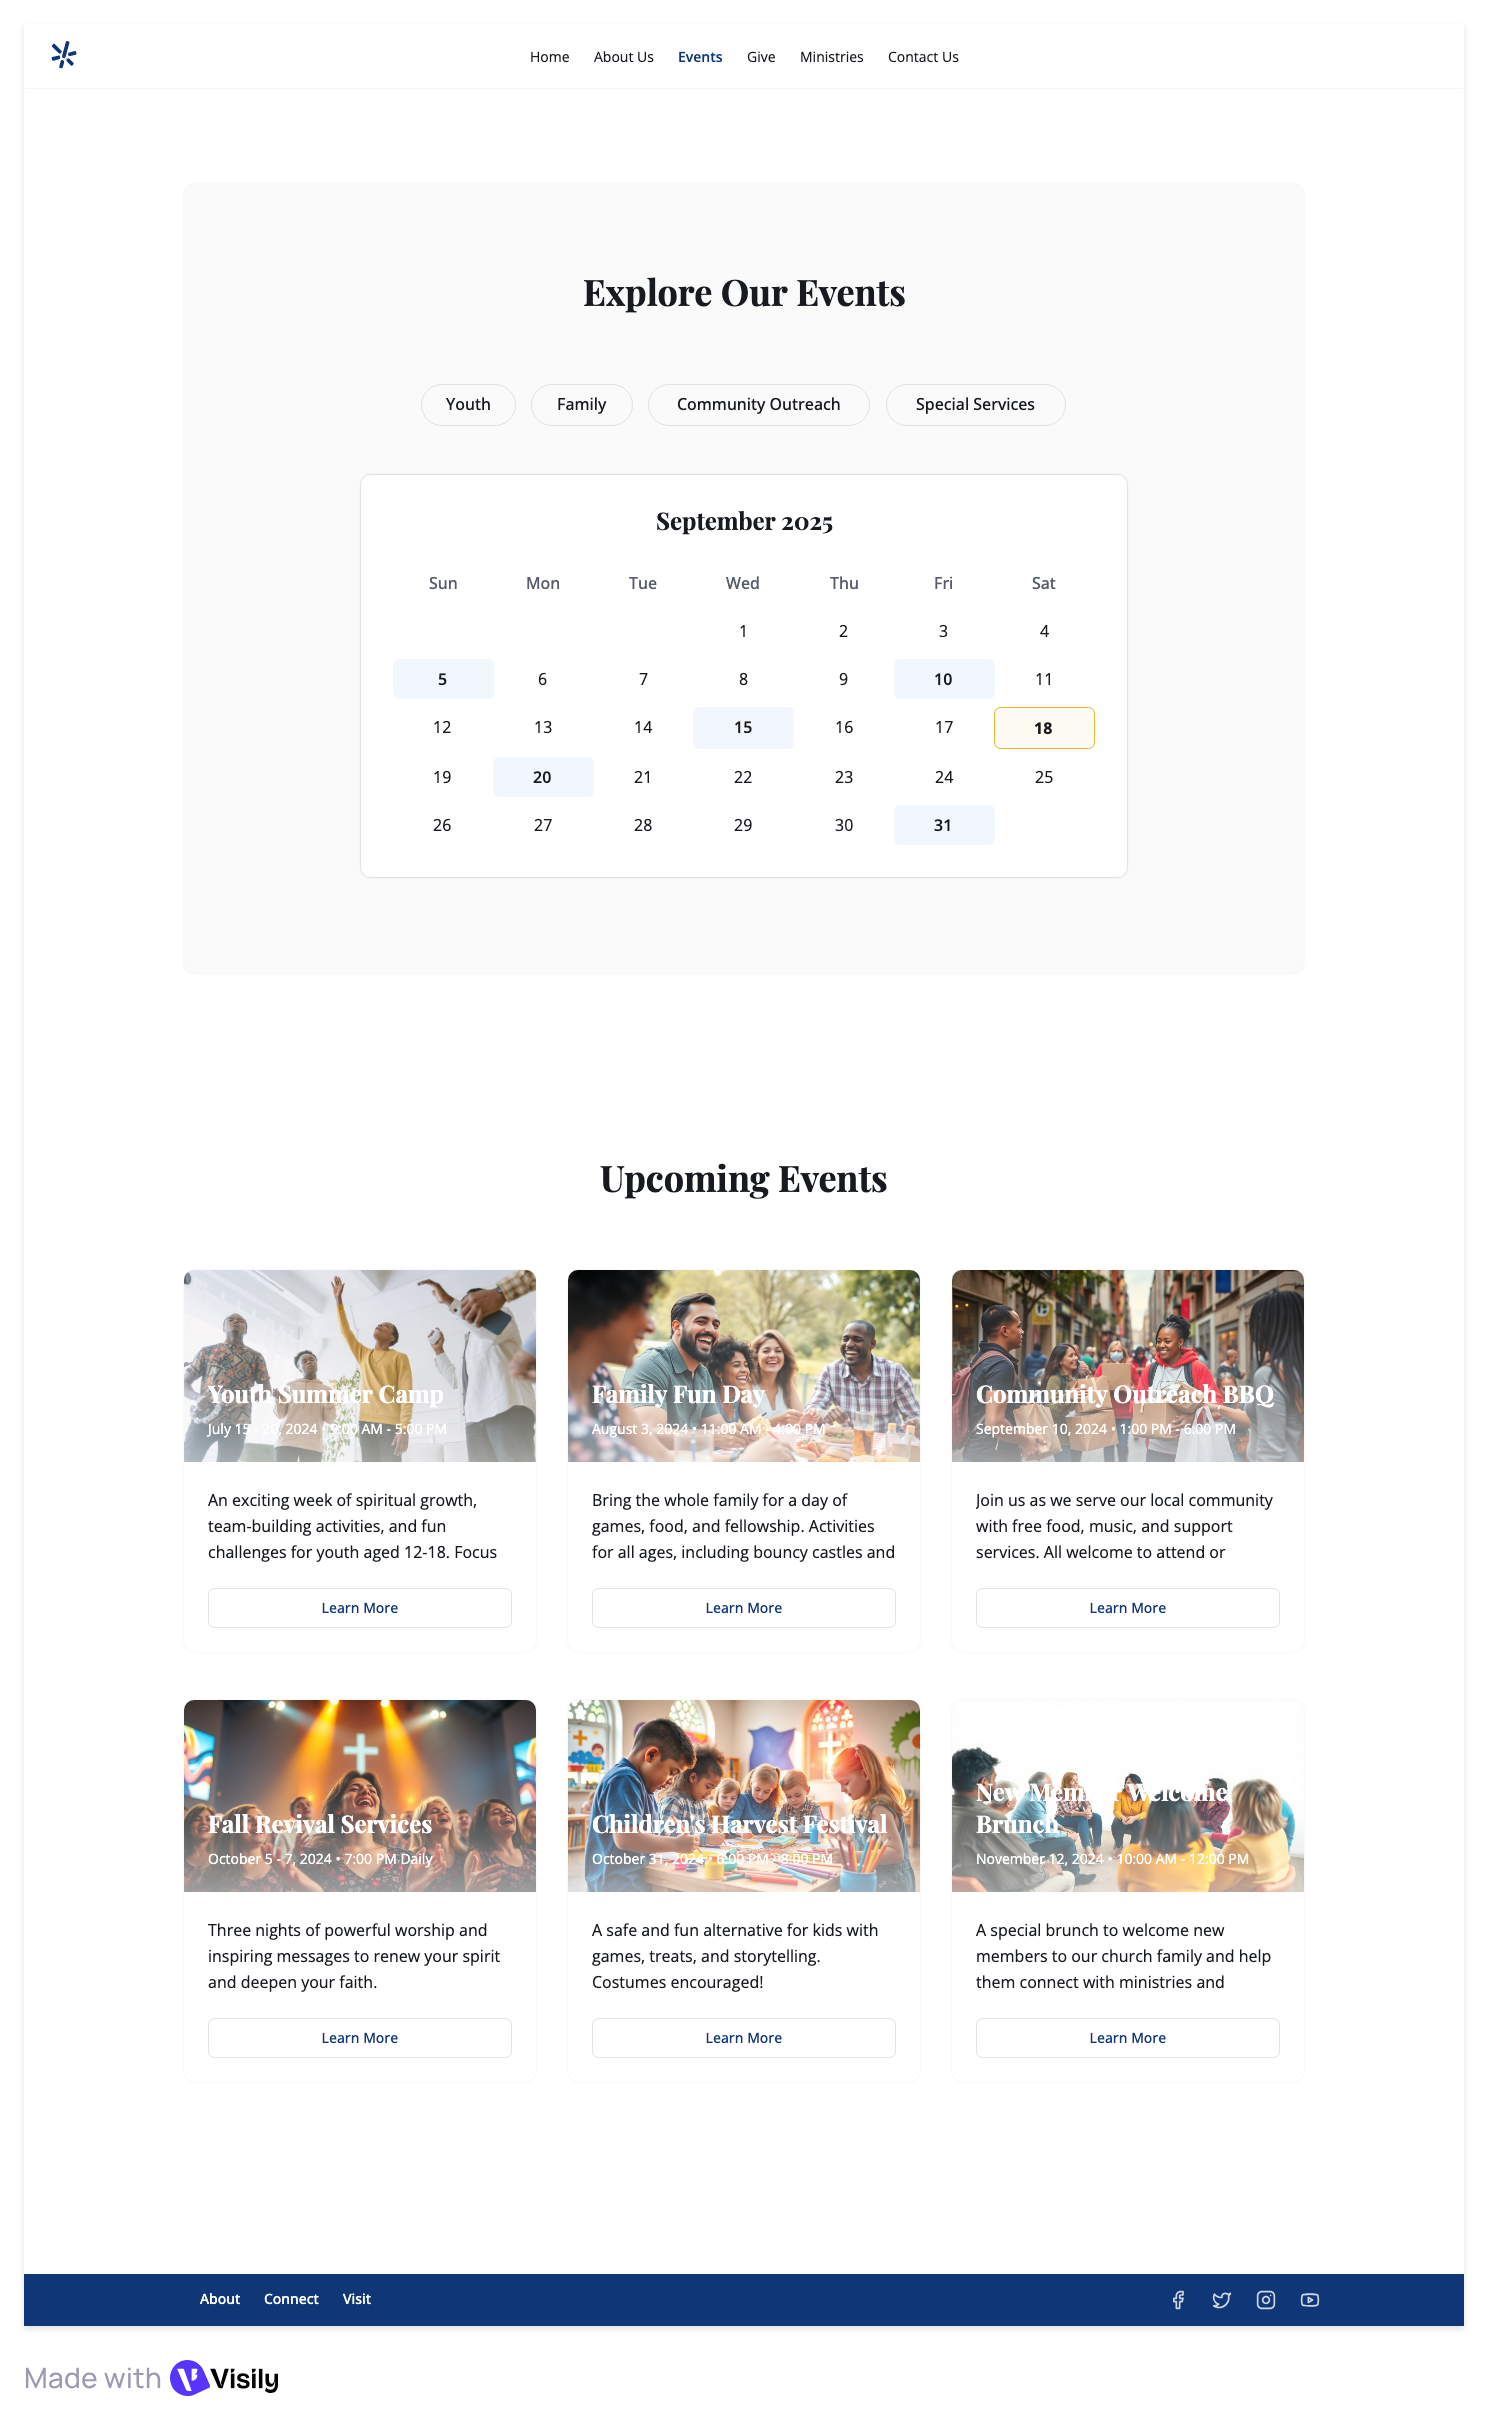 Home About Us Events Give Ministries Contact Us
Explore Our Events
Youth Family Community Outreach Special Services
September 2025
Sun Mon Tue Wed Thu Fri Sat
1 2 3 4
5 6 7 8 9 10 11
12 13 14 15 16 17 18
19 20 21 22 23 24 25
26 27 28 29 30 31
Upcoming Events
Youth Summer Camp
July 15 - 20, 2024 • 9:00 AM - 5:00 PM
An exciting week of spiritual growth,
team-building activities, and fun
challenges for youth aged 12-18. Focus
Learn More
Family Fun Day
August 3, 2024 • 11:00 AM - 4:00 PM
Bring the whole family for a day of
games, food, and fellowship. Activities
for all ages, including bouncy castles and
Learn More
Community Outreach BBQ
September 10, 2024 • 1:00 PM - 6:00 PM
Join us as we serve our local community
with free food, music, and support
services. All welcome to attend or
Learn More
Fall Revival Services
October 5 - 7, 2024 • 7:00 PM Daily
Three nights of powerful worship and
inspiring messages to renew your spirit
and deepen your faith.
Learn More
Children's Harvest Festival
October 31, 2024 • 6:00 PM - 8:00 PM
A safe and fun alternative for kids with
games, treats, and storytelling.
Costumes encouraged!
Learn More
New Member Welcome
Brunch
November 12, 2024 • 10:00 AM - 12:00 PM
A special brunch to welcome new
members to our church family and help
them connect with ministries and
Learn More
About Connect Visit
Made with Visily